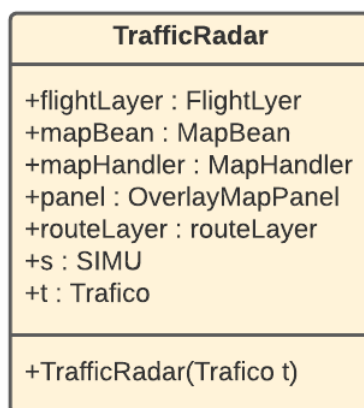 TrafficRadar
+flightLayer : FlightLyer
+mapBean : MapBean
+mapHandler : MapHandler
+panel : OverlayMapPanel
+routeLayer : routeLayer
+s : SIMU
+t : Trafico
+TrafficRadar(Trafico t)